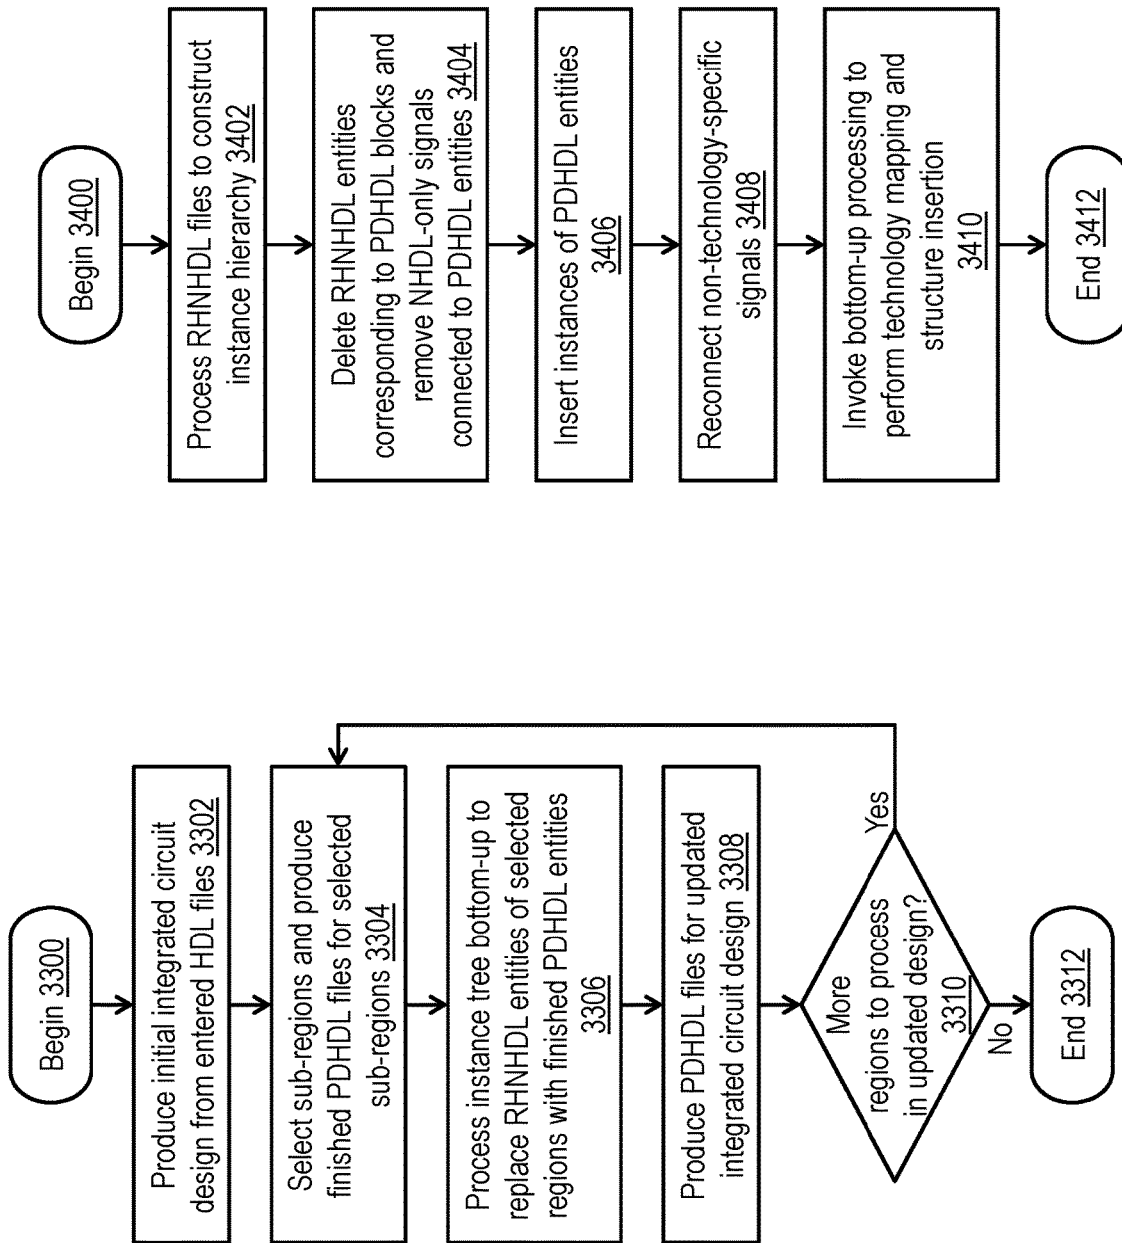 Begin 3300
Produce initial integrated circuit
design from entered HDL files 3302
Select sub-regions and produce
finished PDHDL files for selected
sub-regions 3304
Process instance tree bottom-up to
replace RHNHDL entities of selected
regions with finished PDHDL entities
3306
Produce PDHDL files for updated
integrated circuit design 3308
More
regions to process
in updated design?
3310
Yes
No
End 3312
Begin 3400
Process RHNHDL files to construct
instance hierarchy 3402
Delete RHNHDL entities
corresponding to PDHDL blocks and
remove NHDL-only signals
connected to PDHDL entities 3404
Insert instances of PDHDL entities
3406
Reconnect non-technology-specific
signals 3408
Invoke bottom-up processing to
perform technology mapping and
structure insertion
3410
End 3412